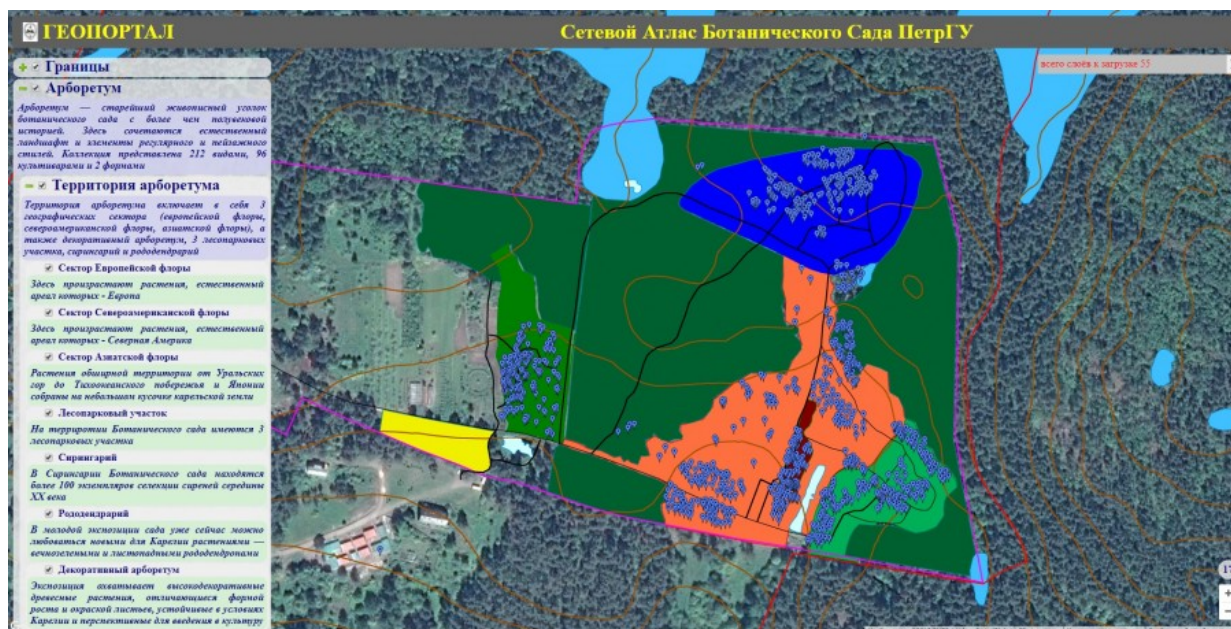 ГЕОПОРТАЛ
Сетевой Атлас Ботанического Сада ПетрГУ
всего слоёв к загрузке 55
Границы
Арборетум
Арборетум — старейший живописный уголок
ботанического сада с более чем полувековой
историей. Здесь сочетаются естественный
ландшафт и элементы регулярного и пейзажного
стилей. Коллекция представлена 212 видами, 96
культиварами и 2 формами
Территория арборетума
Территория арборетума включает в себя 3
географических сектора (европейской флоры,
североамериканской флоры, азиатской флоры), а
также декоративный арборетум, 3 лесопарковых
участка, сирингарий и рододендрарий
Сектор Европейской флоры
Здесь произрастают растения, естественный
ареал которых - Европа
Сектор Североамериканской флоры
Здесь произрастают растения, естественный
ареал которых - Северная Америка
Сектор Азиатской флоры
Растения обширной территории от Уральских
гор до Тихоокеанского побережья и Японии
собраны на небольшом кусочке карельской земли
Лесопарковый участок
На территории Ботанического сада имеются 3
лесопарковых участка
Сирингарий
В Сирингарии Ботанического сада находятся
более 100 экземпляров селекции сиреней середины
XX века
Рододендрарий
В молодой экспозиции сада уже сейчас можно
любоваться новыми для Карелии растениями —
вечнозелеными и листопадными рододендронами
Декоративный арборетум
Экспозиция охватывает высокодекоративные
древесные растения, отличающиеся формой
роста и окраской листьев, устойчивые в условиях
Карелии и перспективные для введения в культуру